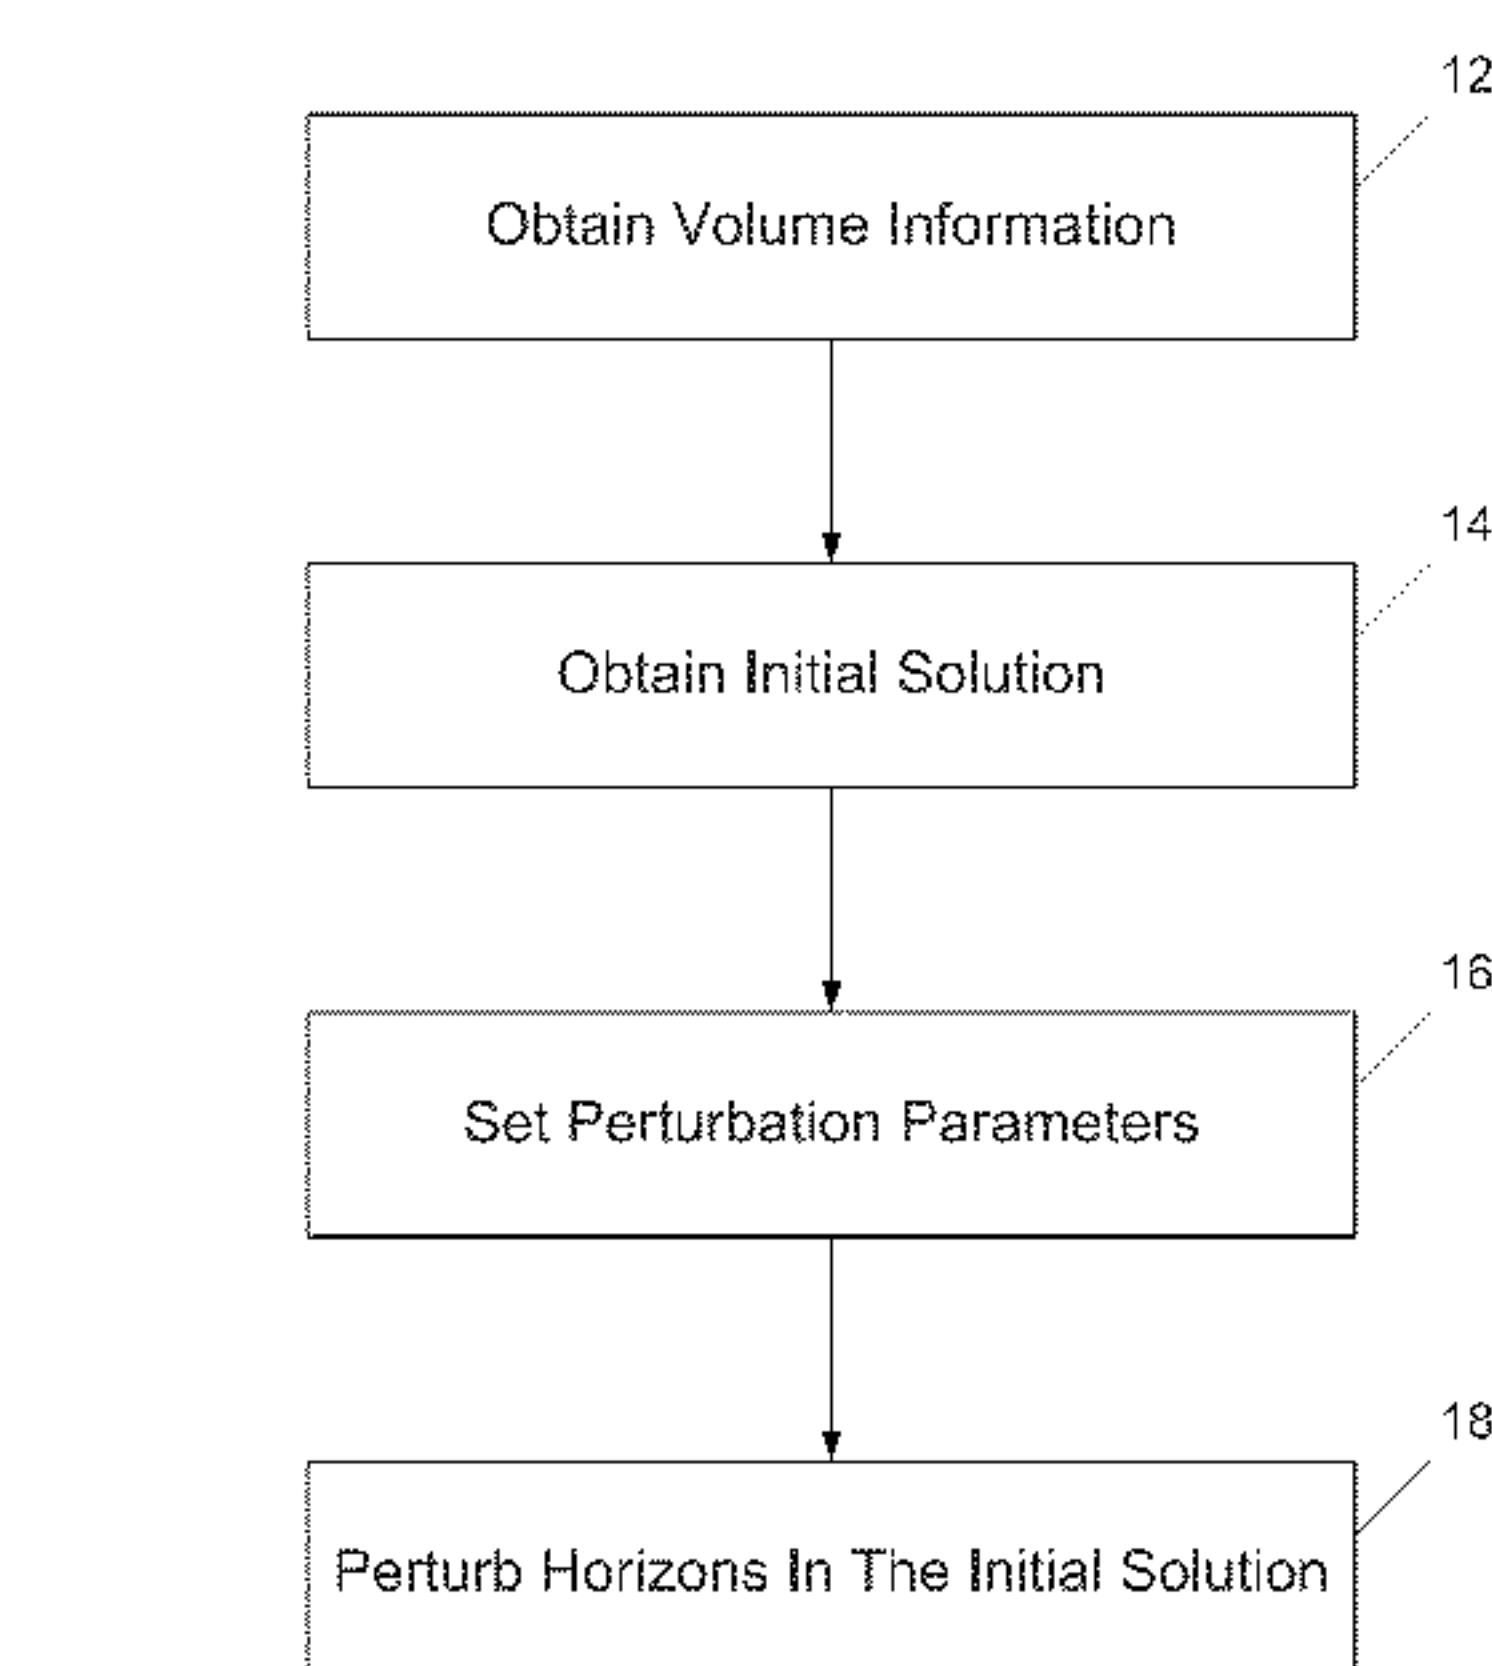 12
Obtain Volume Information
14
Obtain Initial Solution
16
Set Perturbation Parameters
18
Perturb Horizons In The Initial Solution